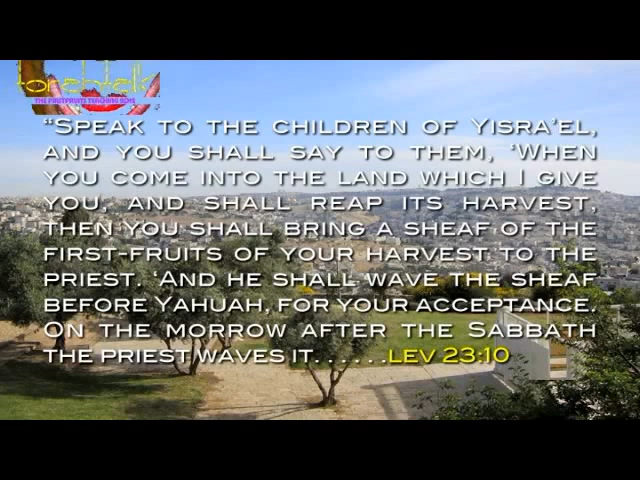 torahtalk
THE FIRSTFRUITS TEACHING
“SPEAK TO THE CHILDREN OF YISRA’EL,
AND YOU SHALL SAY TO THEM, ‘WHEN
YOU COME INTO THE LAND WHICH I GIVE
YOU, AND SHALL REAP ITS HARVEST,
THEN YOU SHALL BRING A SHEAF OF THE
FIRST-FRUITS OF YOUR HARVEST TO THE
PRIEST. ‘AND HE SHALL WAVE THE SHEAF
BEFORE YAHUAH, FOR YOUR ACCEPTANCE.
ON THE MORROW AFTER THE SABBATH
THE PRIEST WAVES IT. . . . . .LEV 23:10